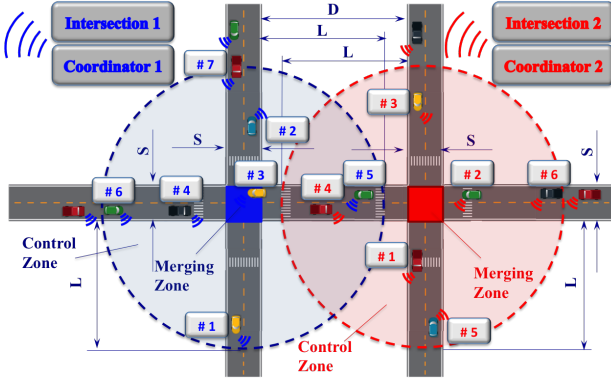 Intersection 1
D
Intersection 2
L
Coordinator 1
L
Coordinator 2
# 7
# 3
# 2
S
S
S
S
# 3
# 5
# 2
# 6
# 6
# 4
# 4
Control
Zone
Merging
Zone
# 1
Merging
Zone
L
L
# 1
Control
Zone
# 5